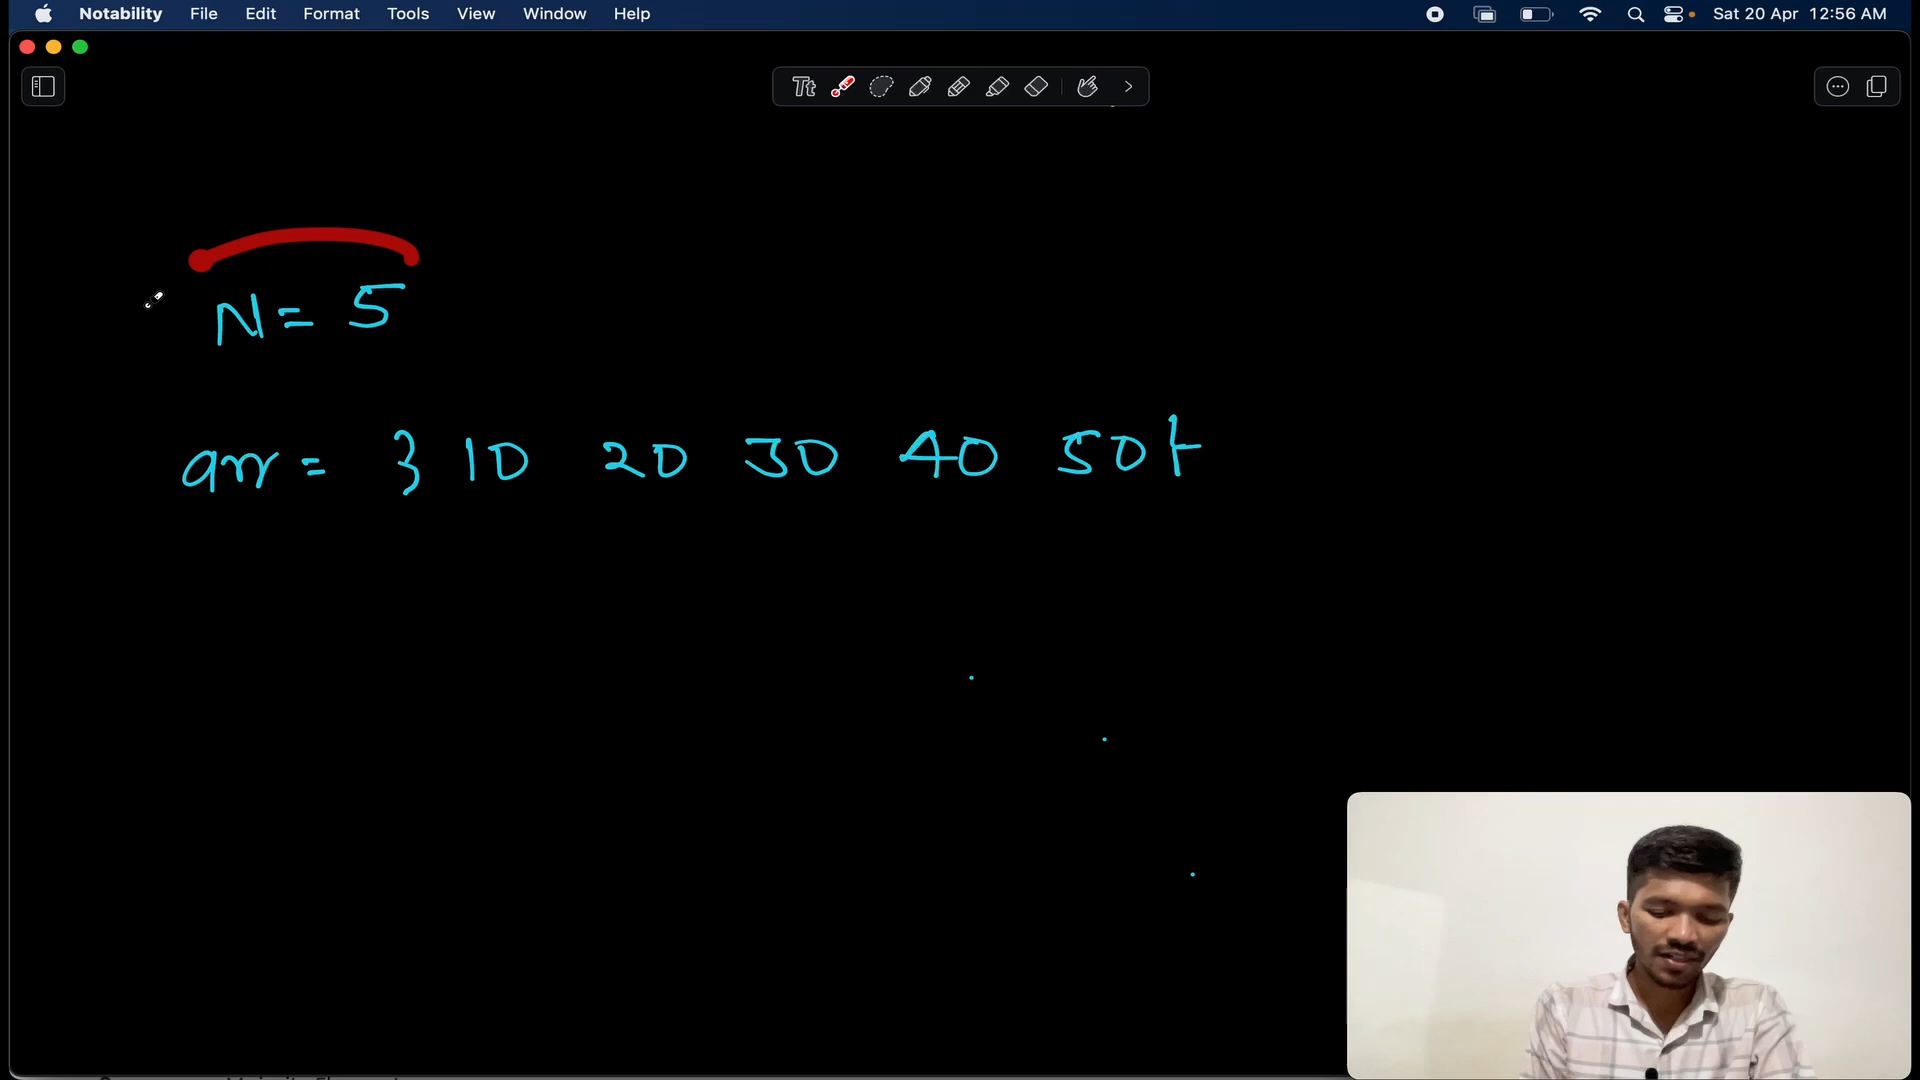 Notability File Edit Format Tools View Window Help Sat 20 Apr 12:56 AM
Tt
N = 5
arr = } 10 20 30 40 50 }